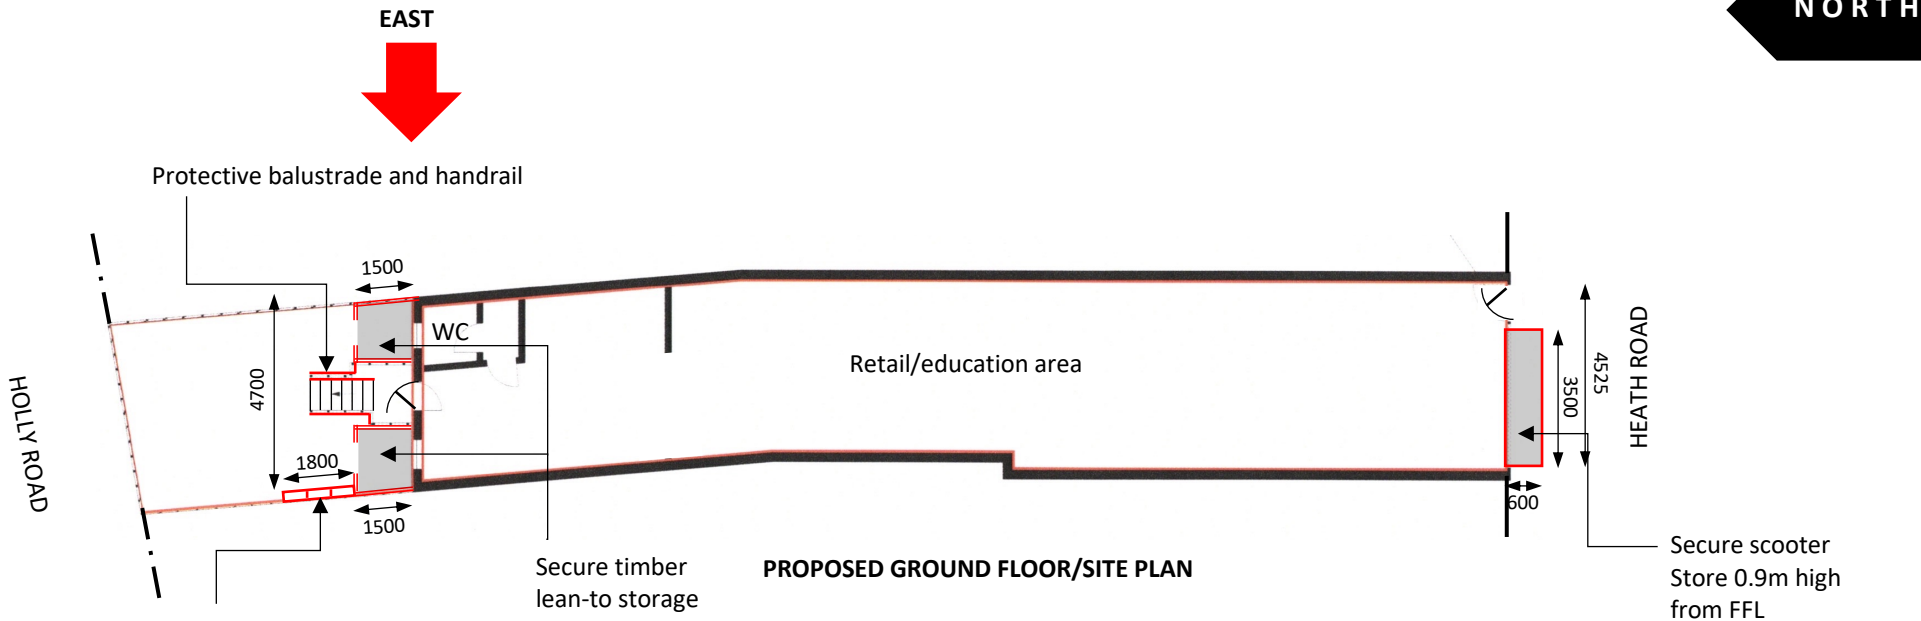 EAST
NORTH
Protective balustrade and handrail
1500
WC
Retail/education area
4700
4525
3500
HEATH ROAD
HOLLY ROAD
1800
1500
600
Secure timber
lean-to storage
PROPOSED GROUND FLOOR/SITE PLAN
Secure scooter
Store 0.9m high
from FFL